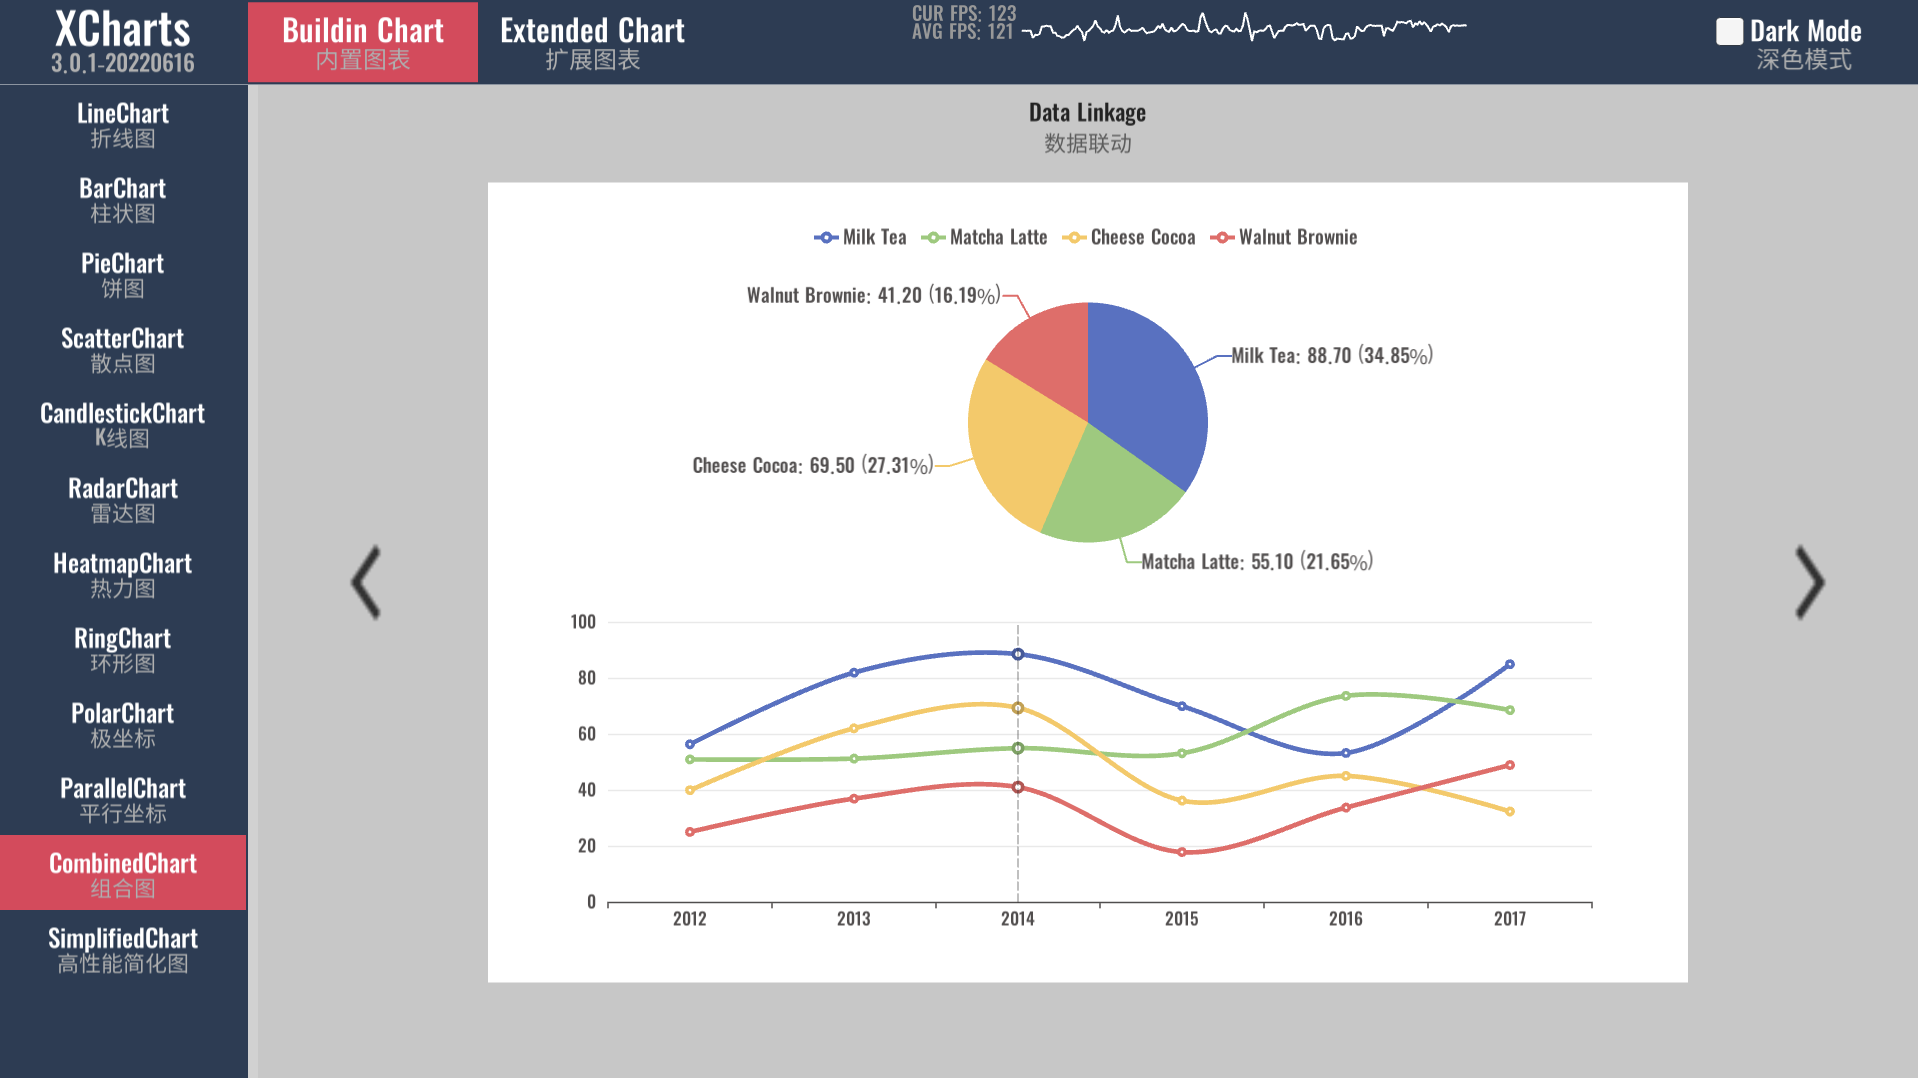 XCharts
3.0.1-20220616
Buildin Chart
内置图表
Extended Chart
扩展图表
CUR FPS: 123
AVG FPS: 121
Dark Mode
深色模式
LineChart
折线图
BarChart
柱状图
PieChart
饼图
ScatterChart
散点图
CandlestickChart
K线图
RadarChart
雷达图
HeatmapChart
热力图
RingChart
环形图
PolarChart
极坐标
ParallelChart
平行坐标
CombinedChart
组合图
SimplifiedChart
高性能简化图
Data Linkage
数据联动
Milk Tea Matcha Latte Cheese Cocoa Walnut Brownie
Walnut Brownie: 41.20 (16.19%)
Milk Tea: 88.70 (34.85%)
Cheese Cocoa: 69.50 (27.31%)
Matcha Latte: 55.10 (21.65%)
100
80
60
40
20
0
2012 2013 2014 2015 2016 2017